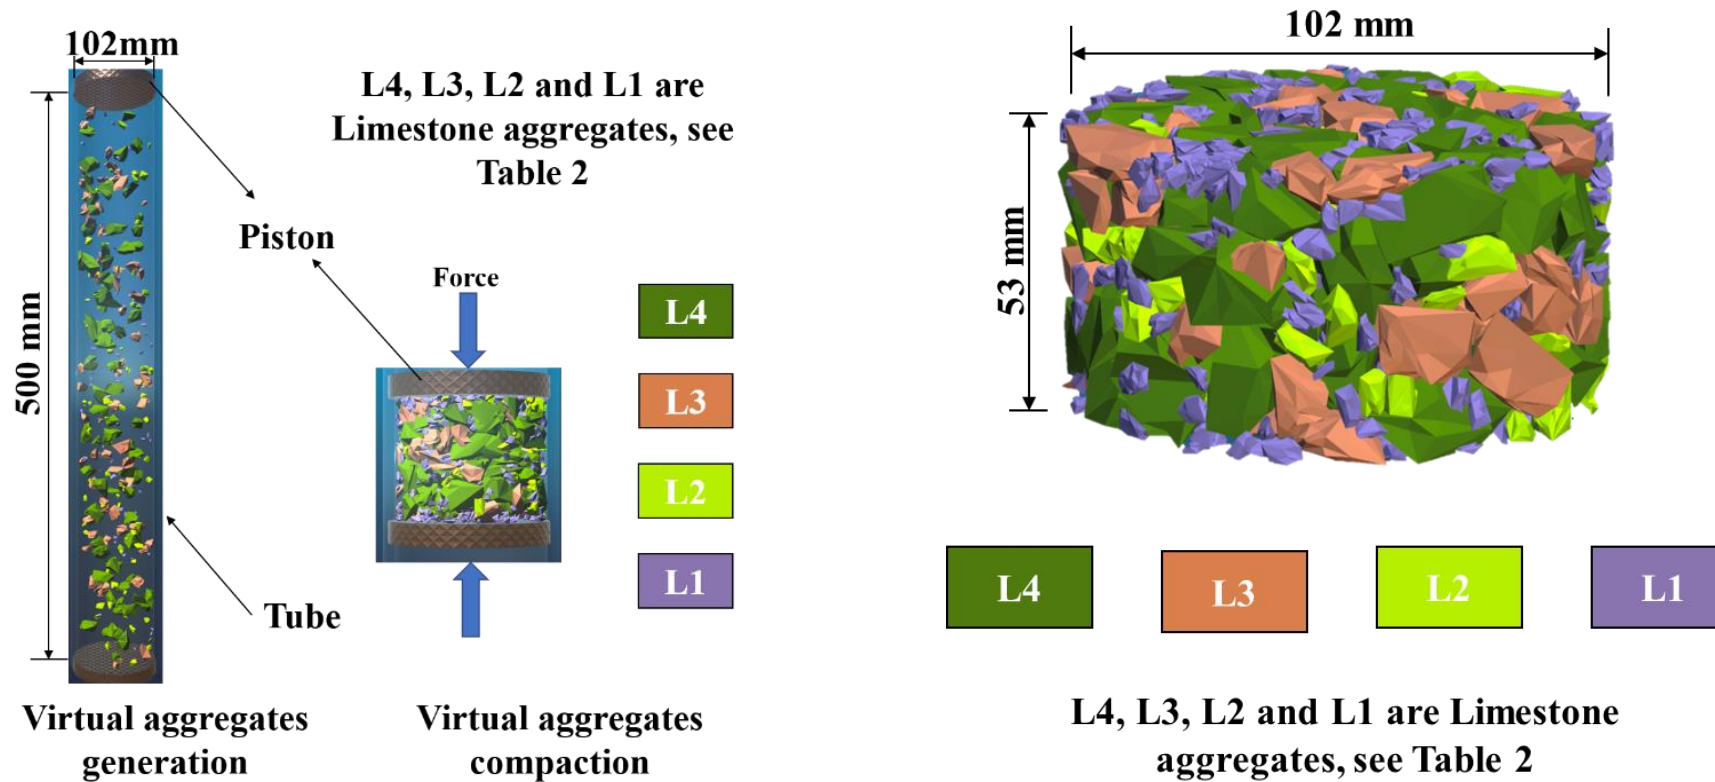 102mm
L4, L3, L2 and L1 are
Limestone aggregates, see
Table 2
Piston
Force
500 mm
L4
L3
L2
L1
Tube
Virtual aggregates
generation
Virtual aggregates
compaction
102 mm
53 mm
L4
L3
L2
L1
L4, L3, L2 and L1 are Limestone
aggregates, see Table 2